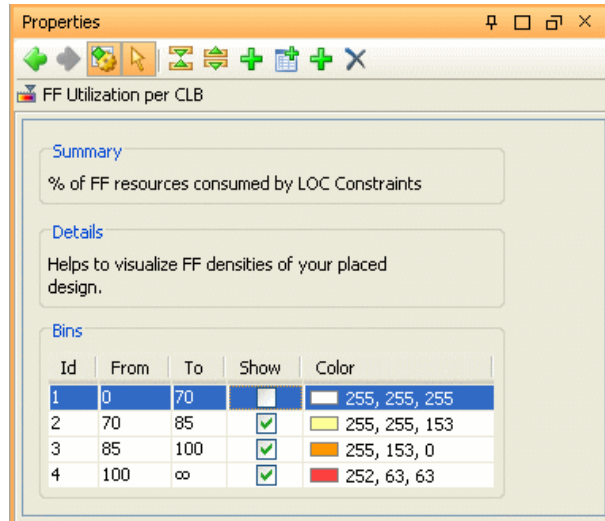 Properties
FF Utilization per CLB
Summary
% of FF resources consumed by LOC Constraints
Details
Helps to visualize FF densities of your placed
design.
Bins
Id From To Show Color
1 0 70 255, 255, 255
2 70 85 255, 255, 153
3 85 100 255, 153, 0
4 100 ∞ 252, 63, 63